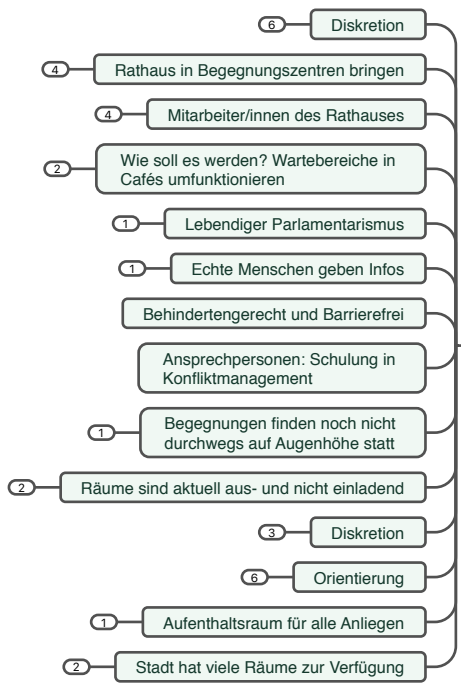 6 Diskretion
4 Rathaus in Begegnungszentren bringen
4 Mitarbeiter/innen des Rathauses
2 Wie soll es werden? Wartebereiche in
Cafés umfunktionieren
1 Lebendiger Parlamentarismus
1 Echte Menschen geben Infos
Behindertengerecht und Barrierefrei
Ansprechpersonen: Schulung in
Konfliktmanagement
1 Begegnungen finden noch nicht
durchwegs auf Augenhöhe statt
2 Räume sind aktuell aus- und nicht einladend
3 Diskretion
6 Orientierung
1 Aufenthaltsraum für alle Anliegen
2 Stadt hat viele Räume zur Verfügung